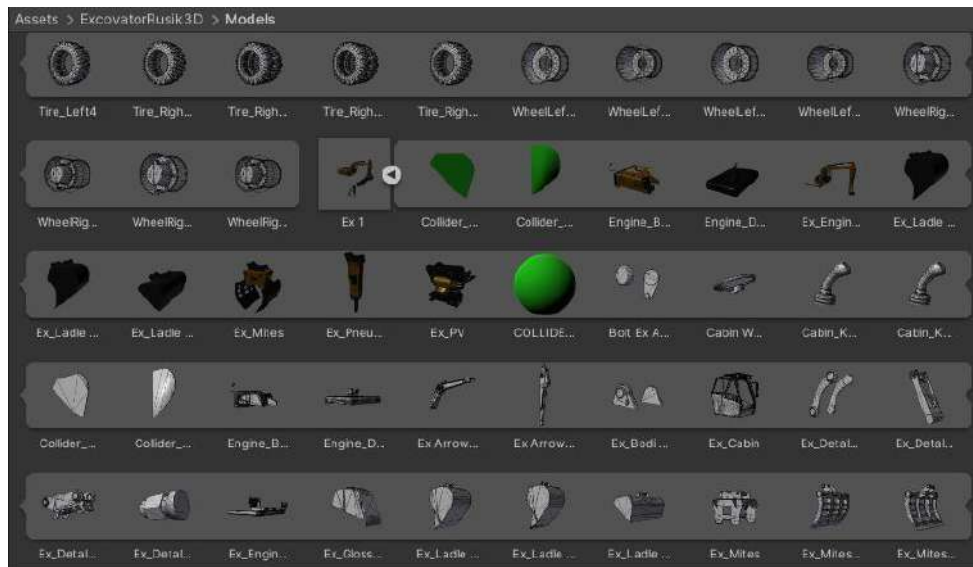 Assets > ExcovatorRusik3D > Models
Tire_Left4 Tire_Righ... Tire_Righ... Tire_Righ... Tire_Righ... WheelLef... WheelLef... WheelLef... WheelLef... WheelRig...
WheelRig... WheelRig... WheelRig... Ex 1 Collider_... Collider_... Engine_B... Engine_D... Ex_Engin... Ex_Ladle ...
Ex_Ladle ... Ex_Ladle ... Ex_Mites Ex_Pneu... Ex_PV COLLIDE... Bolt Ex A... Cabin W... Cabin_K... Cabin_K...
Collider_... Collider_... Engine_B... Engine_D... Ex Arrow... Ex Arrow... Ex_Bodi ... Ex_Cabin Ex_Detal... Ex_Detal...
Ex_Detal... Ex_Detal... Ex_Engin... Ex_Gloss... Ex_Ladle ... Ex_Ladle ... Ex_Ladle ... Ex_Mites Ex_Mites... Ex_Mites...